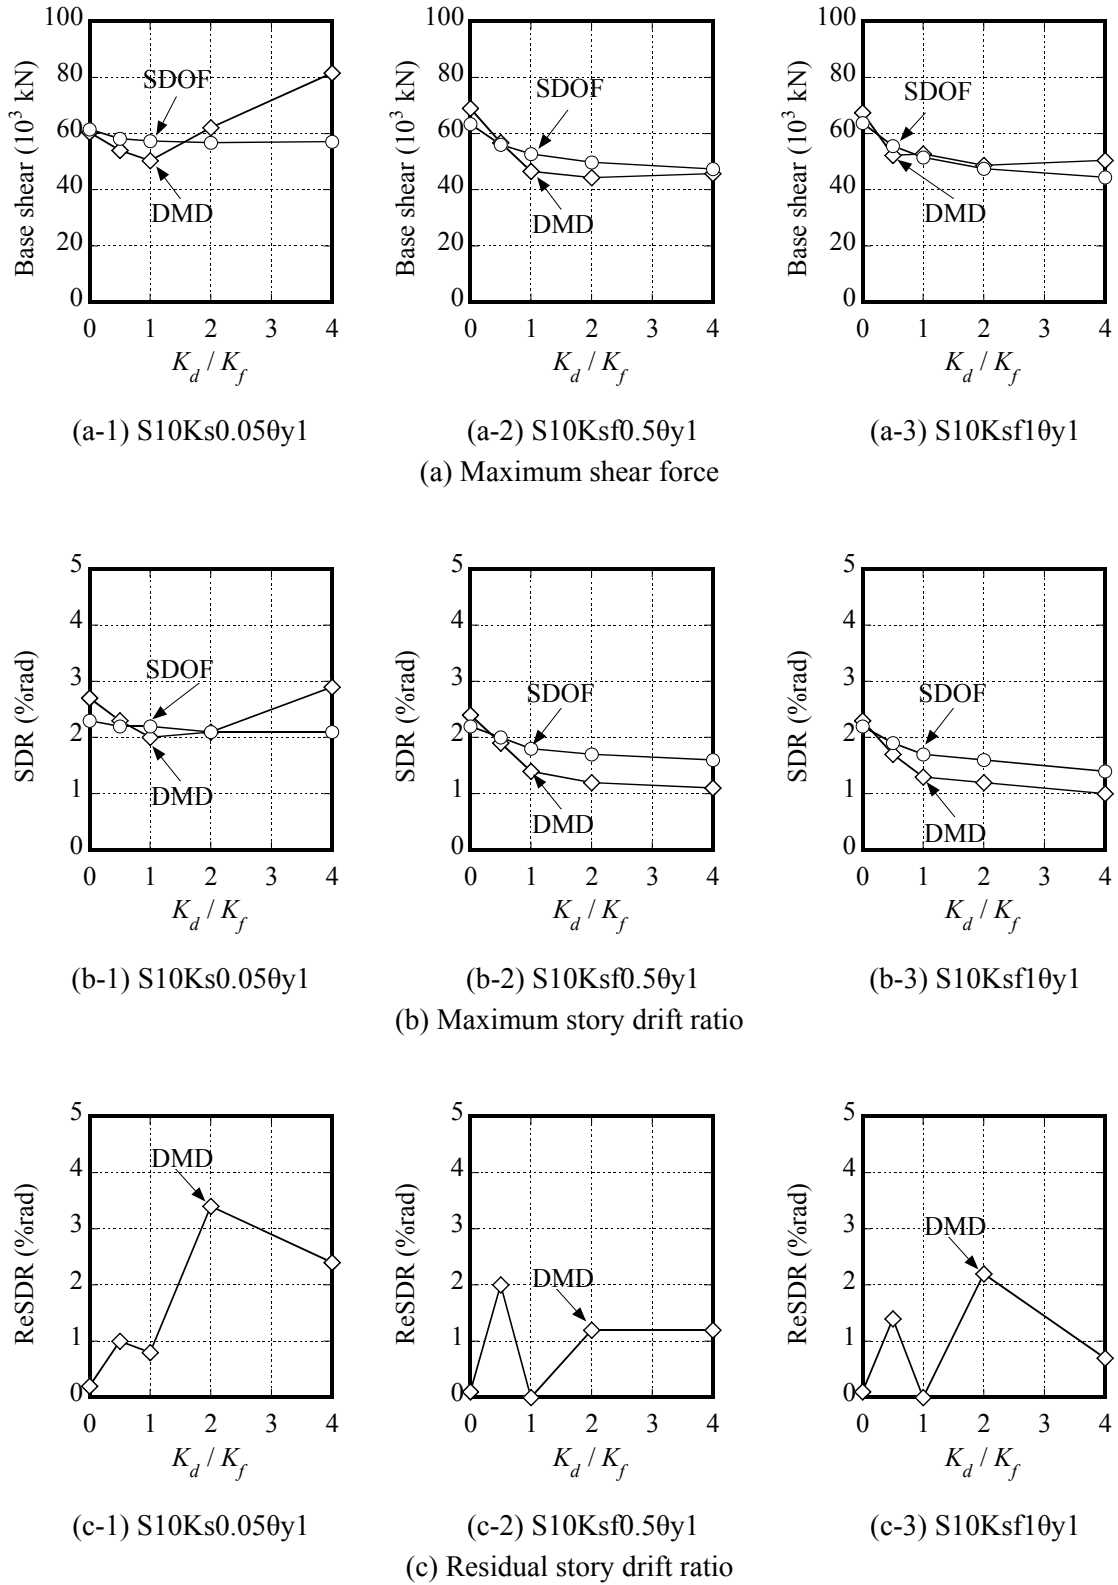 100
80
60
40
20
0
Base shear (10³ kN)
SDOF
DMD
0 1 2 3 4
K_d / K_f
(a-1) S10Ks0.05θy1
100
80
60
40
20
0
Base shear (10³ kN)
SDOF
DMD
0 1 2 3 4
K_d / K_f
(a-2) S10Ksf0.5θy1
100
80
60
40
20
0
Base shear (10³ kN)
SDOF
DMD
0 1 2 3 4
K_d / K_f
(a-3) S10Ksf1θy1
(a) Maximum shear force
5
4
3
2
1
0
SDR (%rad)
SDOF
DMD
0 1 2 3 4
K_d / K_f
(b-1) S10Ks0.05θy1
5
4
3
2
1
0
SDR (%rad)
SDOF
DMD
0 1 2 3 4
K_d / K_f
(b-2) S10Ksf0.5θy1
5
4
3
2
1
0
SDR (%rad)
SDOF
DMD
0 1 2 3 4
K_d / K_f
(b-3) S10Ksf1θy1
(b) Maximum story drift ratio
5
4
3
2
1
0
ReSDR (%rad)
DMD
0 1 2 3 4
K_d / K_f
(c-1) S10Ks0.05θy1
5
4
3
2
1
0
ReSDR (%rad)
DMD
0 1 2 3 4
K_d / K_f
(c-2) S10Ksf0.5θy1
5
4
3
2
1
0
ReSDR (%rad)
DMD
0 1 2 3 4
K_d / K_f
(c-3) S10Ksf1θy1
(c) Residual story drift ratio